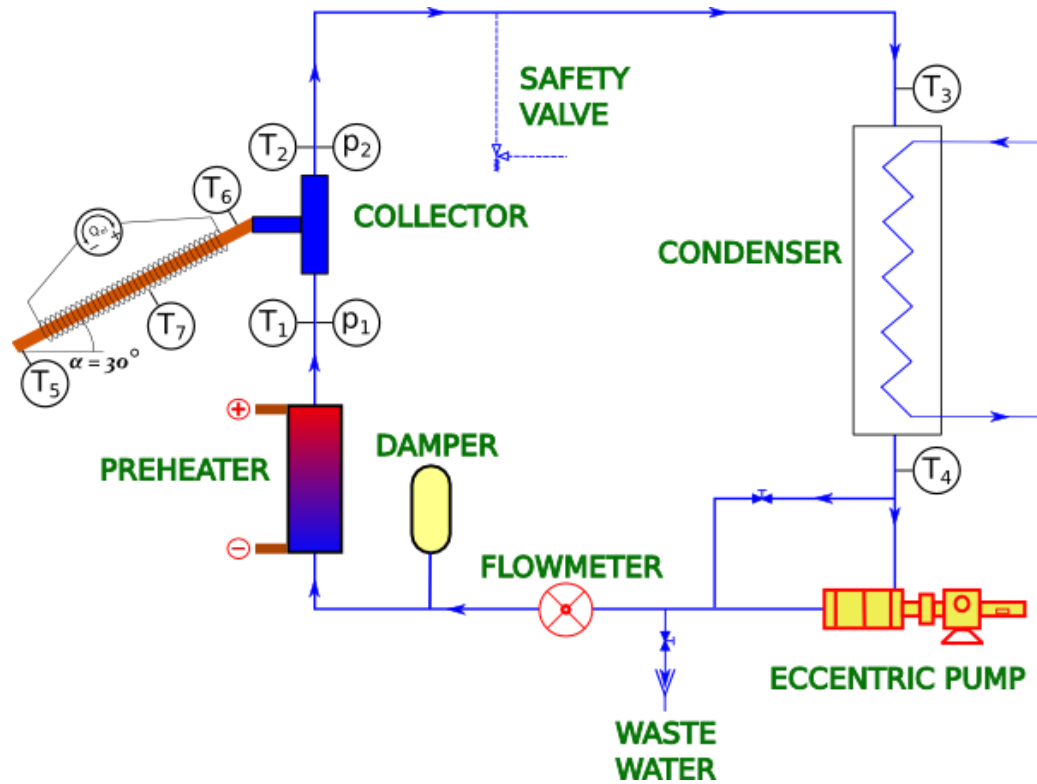 SAFETY
VALVE
T3
T2
p2
T6
Qel
COLLECTOR
CONDENSER
T1
p1
T7
α = 30°
T5
+
DAMPER
PREHEATER
T4
−
FLOWMETER
ECCENTRIC PUMP
WASTE
WATER